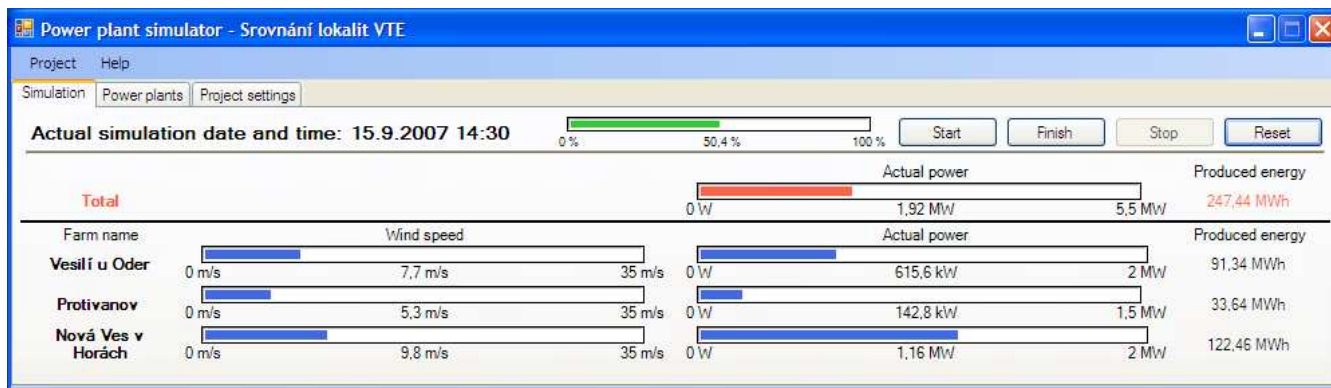 Power plant simulator - Srovnání lokalit VTE
Project Help
Simulation Power plants Project settings
Actual simulation date and time: 15.9.2007 14:30
0 % 50,4 % 100 %
Start Finish Stop Reset
Actual power Produced energy
Total
0 W 1,92 MW 5,5 MW 247,44 MWh
Farm name Wind speed Actual power Produced energy
Vesilí u Oder
0 m/s 7,7 m/s 35 m/s 0 W 615,6 kW 2 MW 91,34 MWh
Protivanov
0 m/s 5,3 m/s 35 m/s 0 W 142,8 kW 1,5 MW 33,64 MWh
Nová Ves v
Horách 0 m/s 9,8 m/s 35 m/s 0 W 1,16 MW 2 MW 122,46 MWh